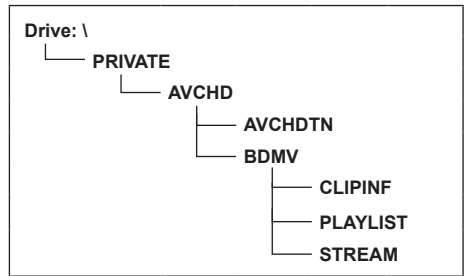 Drive: \
PRIVATE
AVCHD
AVCHDTN
BDMV
CLIPINF
PLAYLIST
STREAM